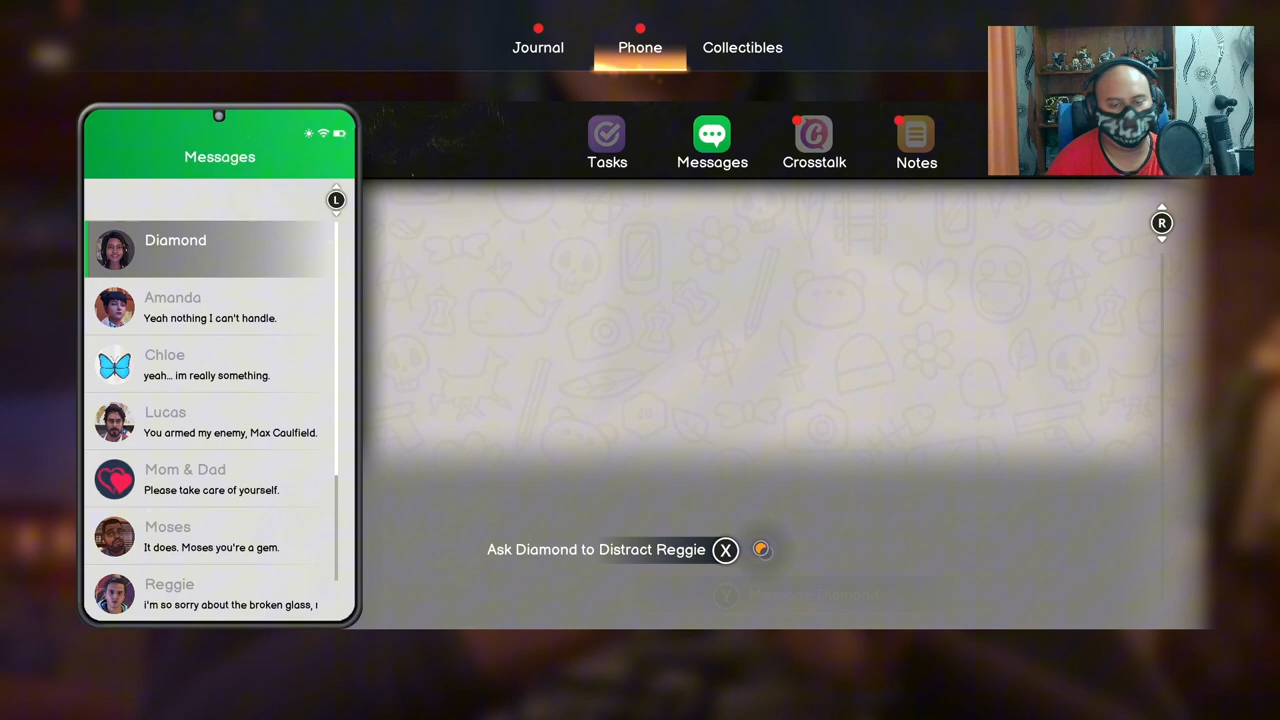 Journal
Phone
Collectibles
Messages
Tasks
Messages
Crosstalk
Notes
L
R
Diamond
Amanda
Yeah nothing I can't handle.
Chloe
yeah... im really something.
Lucas
You armed my enemy, Max Caulfield.
Mom & Dad
Please take care of yourself.
Moses
It does. Moses you're a gem.
Reggie
i'm so sorry about the broken glass, 
Ask Diamond to Distract Reggie X
Y Message Diamond